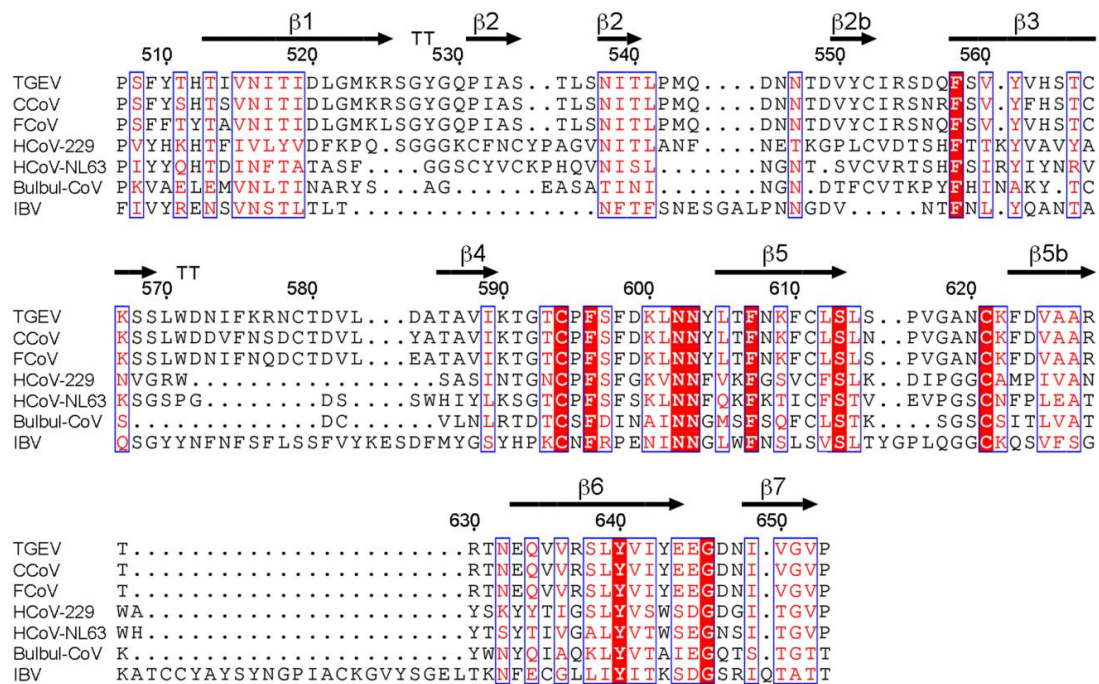 β1 TT β2 β2 β2b β3
510 520 530 540 550 560
TGEV PSFYTHTIVNITIDLGMKRSGYGQPIAS..TLSNITLPMQ....DNNTDVYCIRSDQFSV.YVHSTC
CCoV PSFYSHTSVNITIDLGMKRSGYGQPIAS..TLSNITLPMQ....DNNTDVYCIRSNRFSV.YFHSTC
FCoV PSFFTYTAVNITIDLGMKLSGYGQPIAS..TLSNITLPMQ....DNNTDVYCIRSNQFSV.YVHSTC
HCoV-229 PVYHKHTFIVLYVDFKPQ.SGGGKCFNCYPAGVNITLANF....NETKGPLCVDTSHFTTKYVAVYA
HCoV-NL63 PIYYQHTDINFTATASF...GGSCYVCKPHQVNISL.......NGNT.SVCVRTSHFSIRYIYNRV
Bulbul-CoV PKVAELEMVNLTINARYS..AG.....EASATINI........NGN.DTFCVTKPYFHINAKY.TC
IBV FIVYRENSVNSTLTLT.................NFTFSNESGALPNNGDV.....NTFNL.YQANTA
TT β4 β5 β5b
570 580 590 600 610 620
TGEV KSSLWDNIFKRNCTDVL...DATAVIKTGTCPFSFDKLNNYLTFNKFCLSLS..PVGANCKFDVAAR
CCoV KSSLWDDVFNSDCTDVL...YATAVIKTGTCPFSFDKLNNYLTFNKFCLSLN..PVGANCKFDVAAR
FCoV KSSLWDNIFNQDCTDVL...EATAVIKTGTCPFSFDKLNNYLTFNKFCLSLS..PVGANCKFDVAAR
HCoV-229 NVGRW.................SASINTGNCPFSFGKVNNFVKFGSVCFSLK..DIPGGCAMPIVAN
HCoV-NL63 KSGSPG........DS....SWHIYLKSGTCPFSFSKLNNFQKFKTICFSTV..EVPGSCNFPLEAT
Bulbul-CoV S.............DC......VLNLRTDTCPFDINAINNGMSFSQFCLSTK...SGSCSITLVAA
IBV QSGYYNFNFSFLSSFVYKESDFMYGSYHPKCNFRPENINNGLWFNSLSVSLTYGPLQGGCKQSVFSG
β6 β7
630 640 650
TGEV T.......................RTNEQVVRSLYVIYEEGDNI.VGVP
CCoV T.......................RTNEQVVRSLYVIYEEGDNI.VGVP
FCoV T.......................RTNEQVVRSLYVIYEEGDNI.VGVP
HCoV-229 WA......................YSKYYTIGSLYVSWSDGDGI.TGVP
HCoV-NL63 WH......................YTSYTIVGALYVTWSEGNSI.TGVP
Bulbul-CoV K.......................YWNYQIAQKLYVTAIEGQTS.TGTT
IBV KATCCYAYSYNGPIACKGVYSGELTKNFECGLLIYITKSDGSRIQTATT